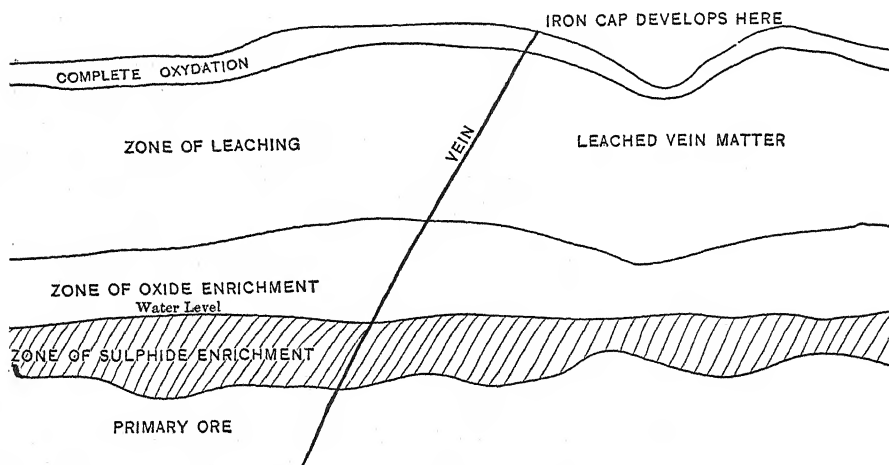 IRON CAP DEVELOPS HERE
COMPLETE OXYDATION
ZONE OF LEACHING
VEIN
LEACHED VEIN MATTER
ZONE OF OXIDE ENRICHMENT
Water Level
ZONE OF SULPHIDE ENRICHMENT
PRIMARY ORE